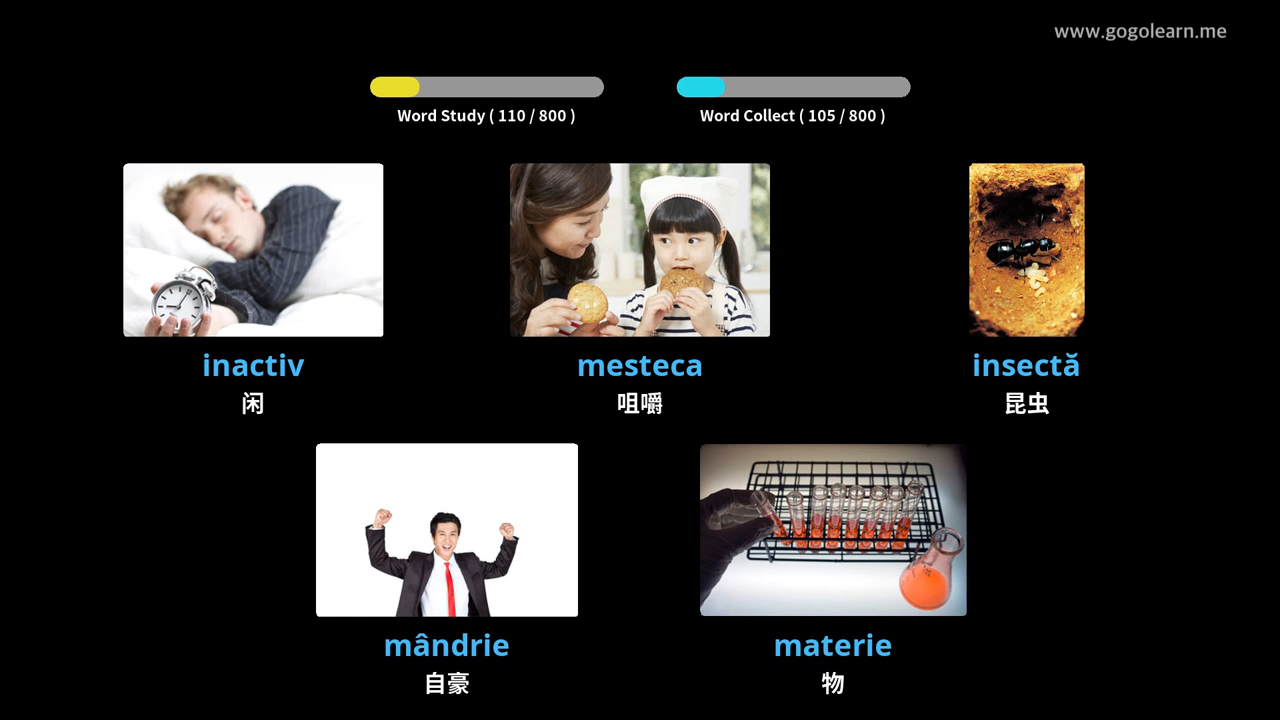 www.gogolearn.me
Word Study ( 110 / 800 )
Word Collect ( 105 / 800 )
inactiv
闲
mesteca
咀嚼
insectă
昆虫
mândrie
自豪
materie
物